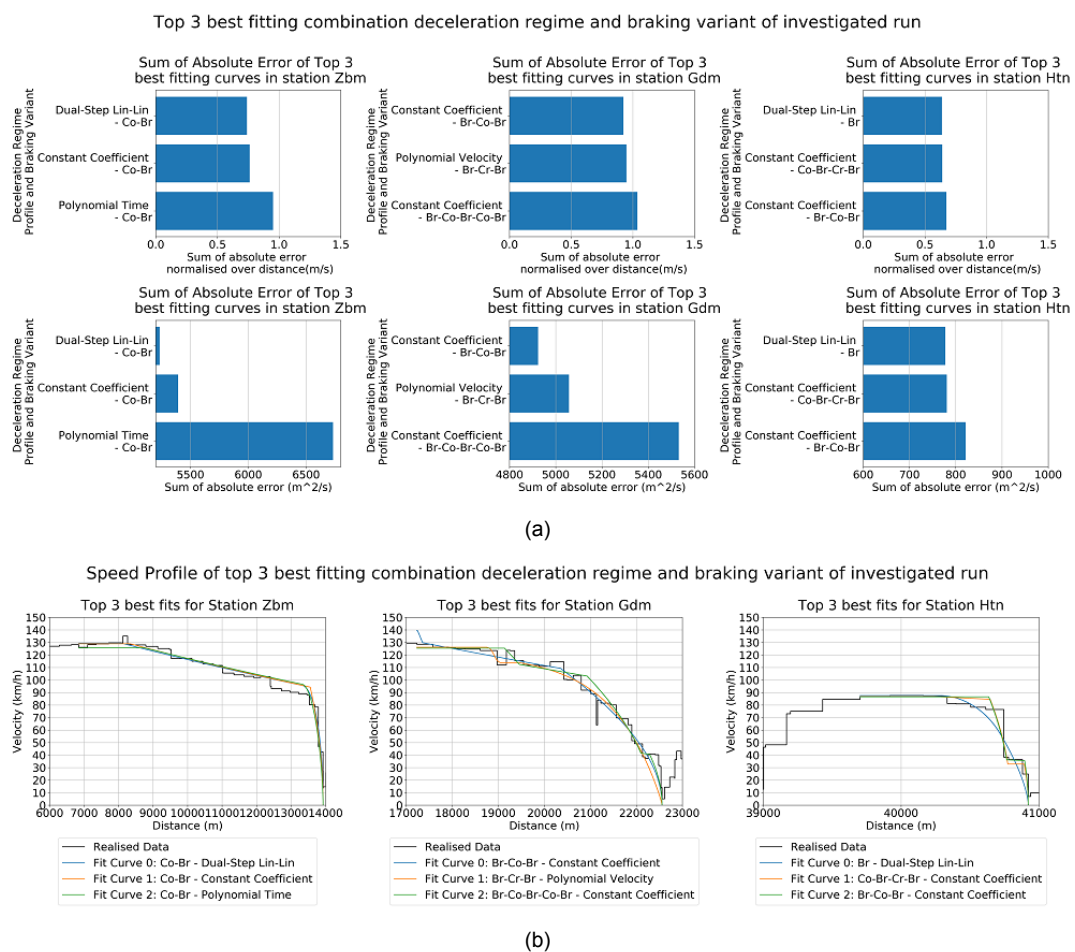 Top 3 best fitting combination deceleration regime and braking variant of investigated run
Sum of Absolute Error of Top 3
best fitting curves in station Zbm
Deceleration Regime
Profile and Braking Variant
Dual-Step Lin-Lin
- Co-Br
Constant Coefficient
- Co-Br
Polynomial Time
- Co-Br
0.0 0.5 1.0 1.5
Sum of absolute error
normalised over distance(m/s)
Sum of Absolute Error of Top 3
best fitting curves in station Gdm
Deceleration Regime
Profile and Braking Variant
Constant Coefficient
- Br-Co-Br
Polynomial Velocity
- Br-Cr-Br
Constant Coefficient
- Br-Co-Br-Co-Br
0.0 0.5 1.0 1.5
Sum of absolute error
normalised over distance(m/s)
Sum of Absolute Error of Top 3
best fitting curves in station Htn
Deceleration Regime
Profile and Braking Variant
Dual-Step Lin-Lin
- Br
Constant Coefficient
- Co-Br-Cr-Br
Constant Coefficient
- Br-Co-Br
0.0 0.5 1.0 1.5
Sum of absolute error
normalised over distance(m/s)
Sum of Absolute Error of Top 3
best fitting curves in station Zbm
Deceleration Regime
Profile and Braking Variant
Dual-Step Lin-Lin
- Co-Br
Constant Coefficient
- Co-Br
Polynomial Time
- Co-Br
5500 6000 6500
Sum of absolute error (m^2/s)
Sum of Absolute Error of Top 3
best fitting curves in station Gdm
Deceleration Regime
Profile and Braking Variant
Constant Coefficient
- Br-Co-Br
Polynomial Velocity
- Br-Cr-Br
Constant Coefficient
- Br-Co-Br-Co-Br
4800 5000 5200 5400 5600
Sum of absolute error (m^2/s)
Sum of Absolute Error of Top 3
best fitting curves in station Htn
Deceleration Regime
Profile and Braking Variant
Dual-Step Lin-Lin
- Br
Constant Coefficient
- Co-Br-Cr-Br
Constant Coefficient
- Br-Co-Br
600 700 800 900 1000
Sum of absolute error (m^2/s)
(a)
Speed Profile of top 3 best fitting combination deceleration regime and braking variant of investigated run
Top 3 best fits for Station Zbm
Velocity (km/h)
150
140
130
120
110
100
90
80
70
60
50
40
30
20
10
0
6000 7000 8000 9000 10000 11000 12000 13000 14000
Distance (m)
Realised Data
Fit Curve 0: Co-Br - Dual-Step Lin-Lin
Fit Curve 1: Co-Br - Constant Coefficient
Fit Curve 2: Co-Br - Polynomial Time
Top 3 best fits for Station Gdm
Velocity (km/h)
150
140
130
120
110
100
90
80
70
60
50
40
30
20
10
0
17000 18000 19000 20000 21000 22000 23000
Distance (m)
Realised Data
Fit Curve 0: Br-Co-Br - Constant Coefficient
Fit Curve 1: Br-Cr-Br - Polynomial Velocity
Fit Curve 2: Br-Co-Br-Co-Br - Constant Coefficient
Top 3 best fits for Station Htn
Velocity (km/h)
150
140
130
120
110
100
90
80
70
60
50
40
30
20
10
0
39000 40000 41000
Distance (m)
Realised Data
Fit Curve 0: Br - Dual-Step Lin-Lin
Fit Curve 1: Co-Br-Cr-Br - Constant Coefficient
Fit Curve 2: Br-Co-Br - Constant Coefficient
(b)